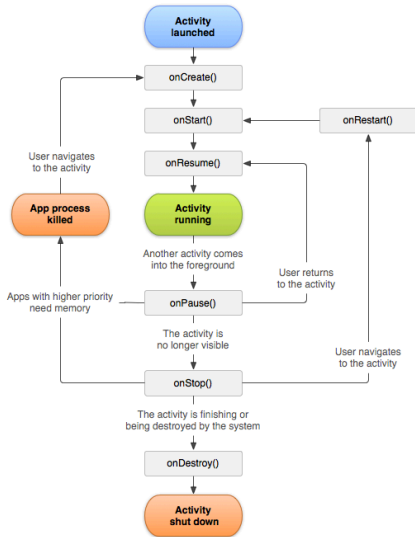 Activity
launched
onCreate()
onStart()
onRestart()
User navigates
to the activity
onResume()
App process
killed
Activity
running
Another activity comes
into the foreground
User returns
to the activity
Apps with higher priority
need memory
onPause()
The activity is
no longer visible
User navigates
to the activity
onStop()
The activity is finishing or
being destroyed by the system
onDestroy()
Activity
shut down